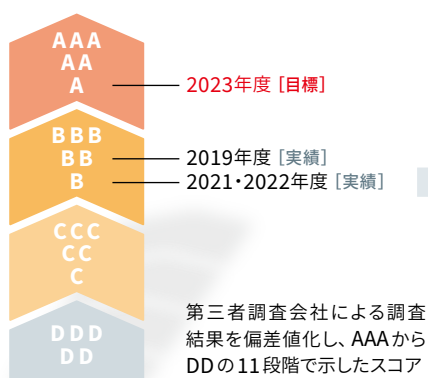 AAA
AA
A
2023年度 [目標]
BBB
BB
2019年度 [実績]
B
2021・2022年度 [実績]
CCC
CC
C
DDD
DD
第三者調査会社による調査
結果を偏差値化し、AAAから
DDの11段階で示したスコア